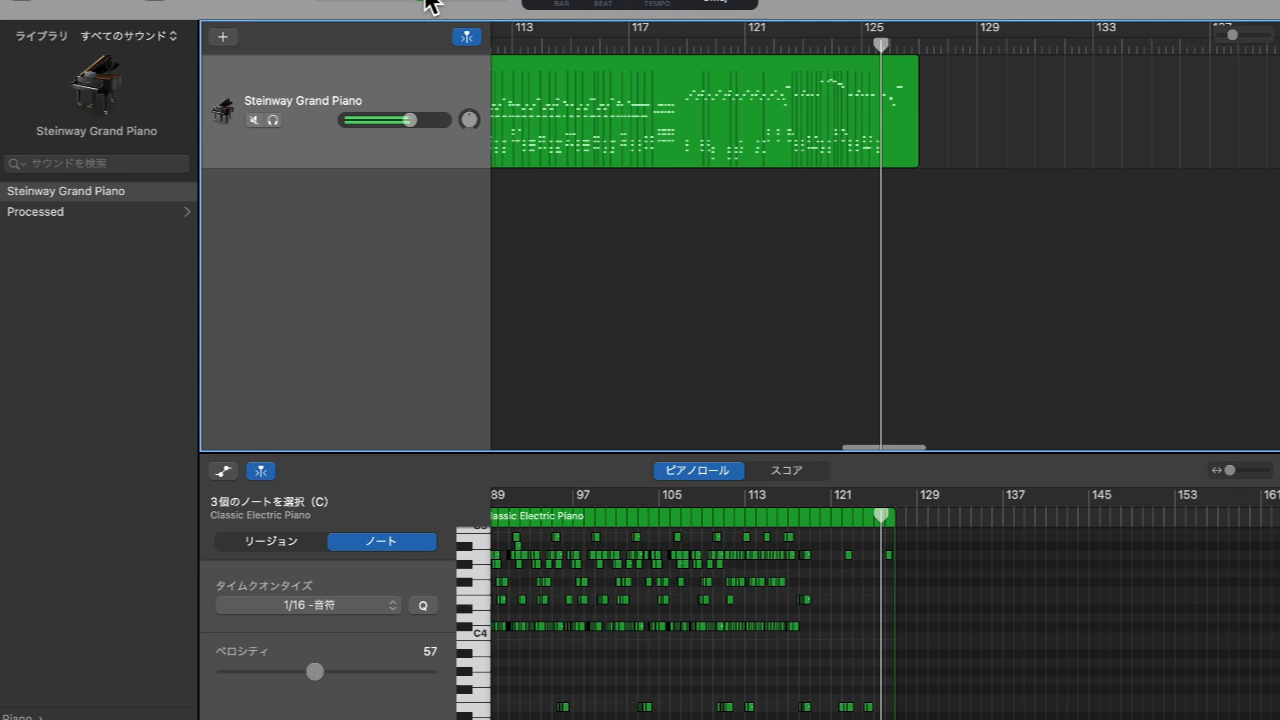 BAR BEAT TEMPO
ライブラリ すべてのサウンド
113 117 121 125 129 133
Steinway Grand Piano
Steinway Grand Piano
サウンドを検索
Steinway Grand Piano
Processed
ピアノロール スコア
3個のノートを選択（C）
Classic Electric Piano
89 97 105 113 121 129 137 145 153 161
lassic Electric Piano
リージョン ノート
タイムクオンタイズ
1/16 -音符 Q
C4
ベロシティ 57
Piano